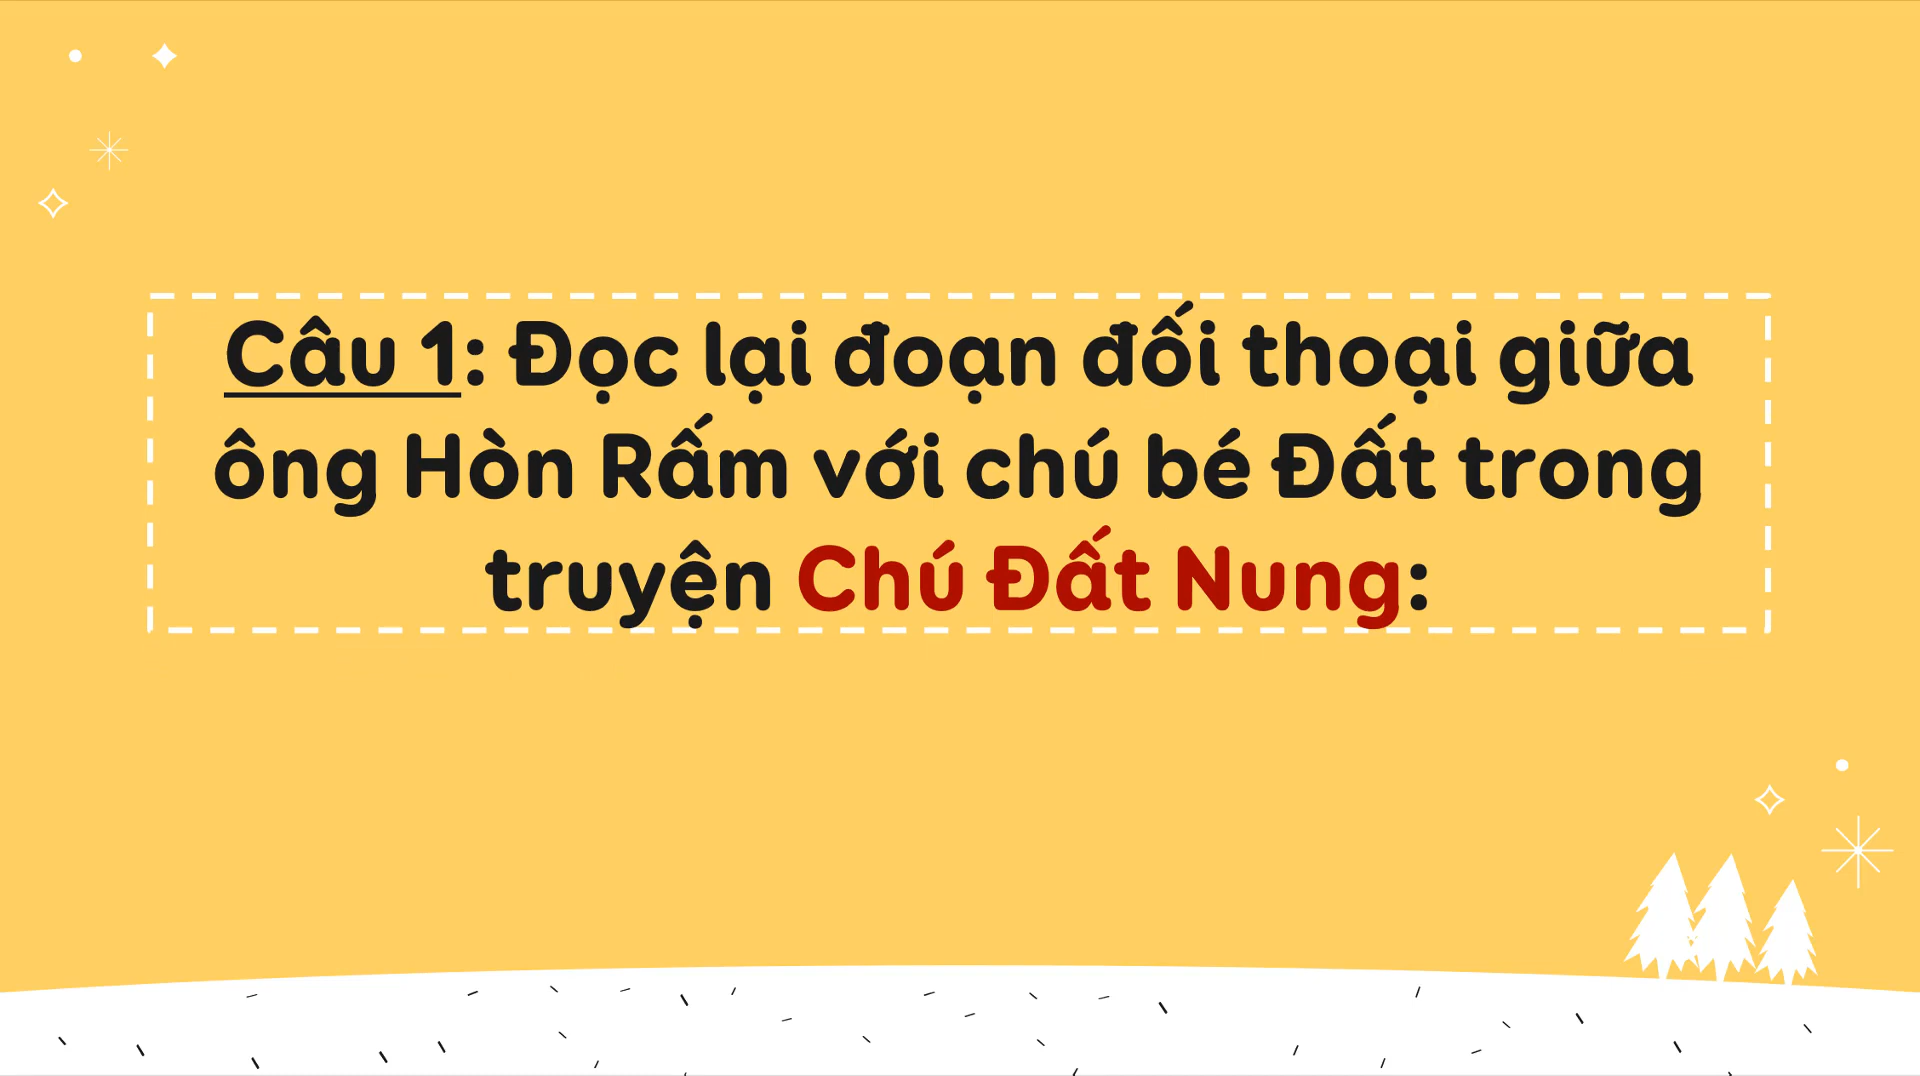 Câu 1: Đọc lại đoạn đối thoại giữa
ông Hòn Rấm với chú bé Đất trong
truyện Chú Đất Nung: